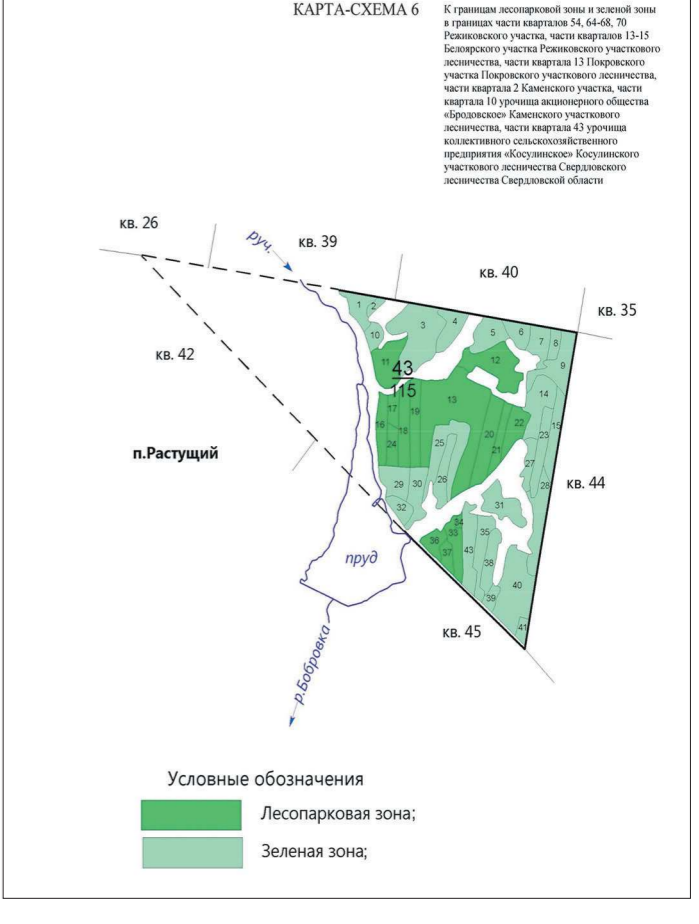 КАРТА-СХЕМА 6
К границам лесопарковой зоны и зеленой зоны
в границах части кварталов 54, 64-68, 70
Режиковского участка, части кварталов 13-15
Белоярского участка Режиковского участкового
лесничества, части квартала 13 Покровского
участка Покровского участкового лесничества,
части квартала 2 Каменского участка, части
квартала 10 урочища акционерного общества
«Бродовское» Каменского участкового
лесничества, части квартала 43 урочища
коллективного сельскохозяйственного
предприятия «Косулинское» Косулинского
участкового лесничества Свердловского
лесничества Свердловской области
кв. 26
руч.
кв. 39
кв. 40
кв. 35
кв. 42
кв. 44
кв. 45
п.Растущий
пруд
р.Бобровка
43
115
1
2
3
4
5
6
7
8
9
10
11
12
13
14
15
16
17
18
19
20
21
22
23
24
25
26
27
28
29
30
31
32
33
34
35
36
37
38
39
40
41
43
Условные обозначения
Лесопарковая зона;
Зеленая зона;